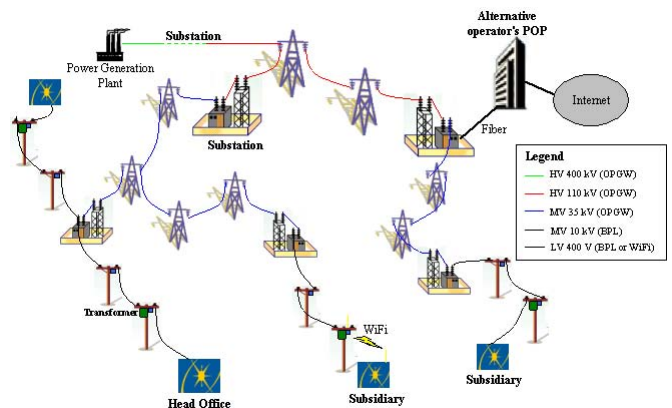 Substation
Alternative
operator's POP
Power Generation
Plant
Internet
Fiber
Substation
Legend
HV 400 kV (OPGW)
HV 110 kV (OPGW)
MV 35 kV (OPGW)
MV 10 kV (BPL)
LV 400 V (BPL or WiFi)
Transformer
WiFi
Head Office
Subsidiary
Subsidiary